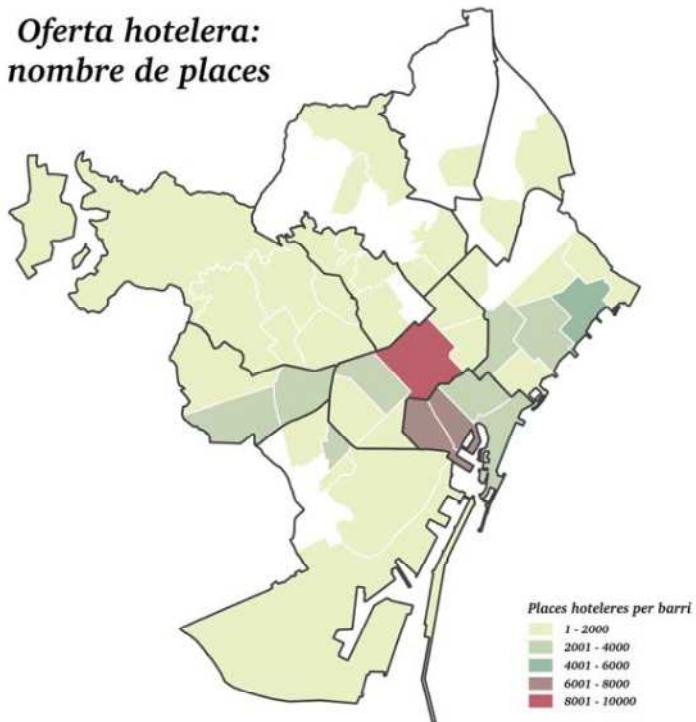 Oferta hotelera:
nombre de places
Places hoteleres per barri
1 - 2000
2001 - 4000
4001 - 6000
6001 - 8000
8001 - 10000